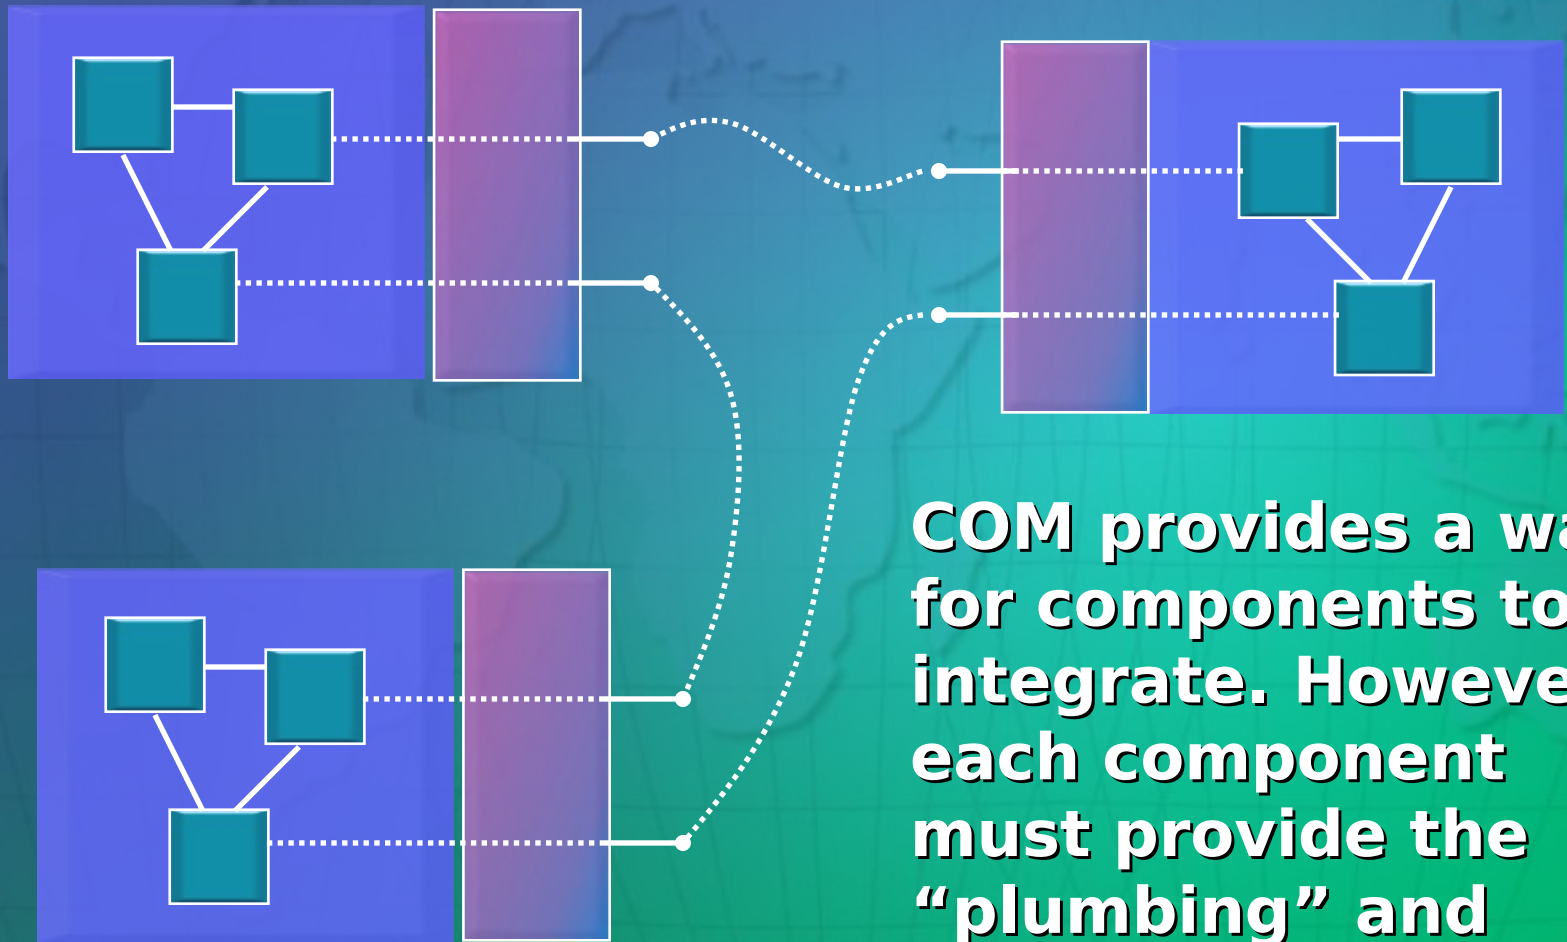 COM provides a wa
for components to
integrate. Howeve
each component
must provide the
“plumbing” and